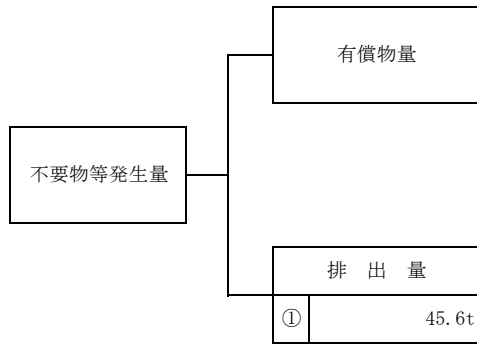 有償物量
不要物等発生量
排 出 量
① 45.6t